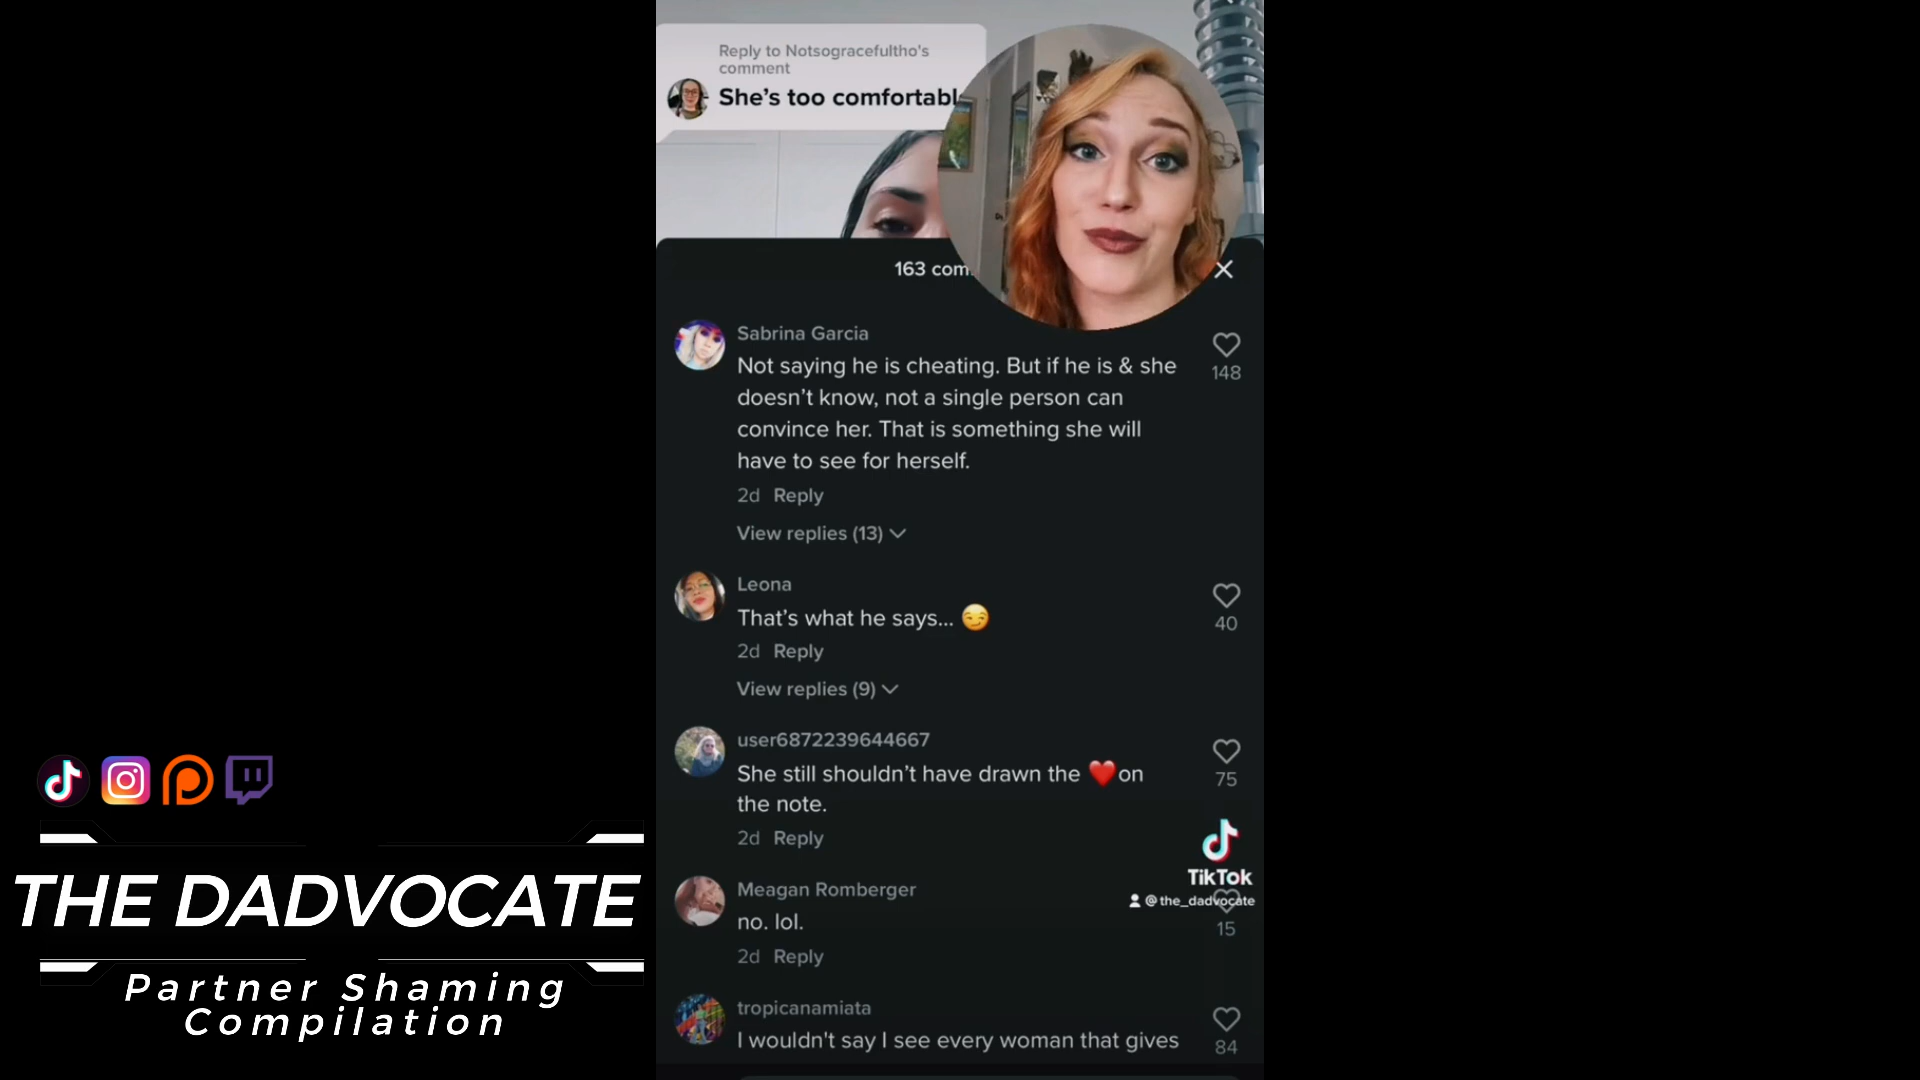 Reply to Notsogracefultho's
comment
She's too comfortabl
163 com
Sabrina Garcia
Not saying he is cheating. But if he is & she
doesn't know, not a single person can
convince her. That is something she will
have to see for herself.
148
2d Reply
View replies (13)
Leona
That's what he says... 😏
40
2d Reply
View replies (9)
user6872239644667
She still shouldn't have drawn the ❤️on
the note.
75
2d Reply
Meagan Romberger
no. lol.
15
2d Reply
tropicanamiata
I wouldn't say I see every woman that gives
84
TikTok
@the_dadvocate
THE DADVOCATE
Partner Shaming
Compilation